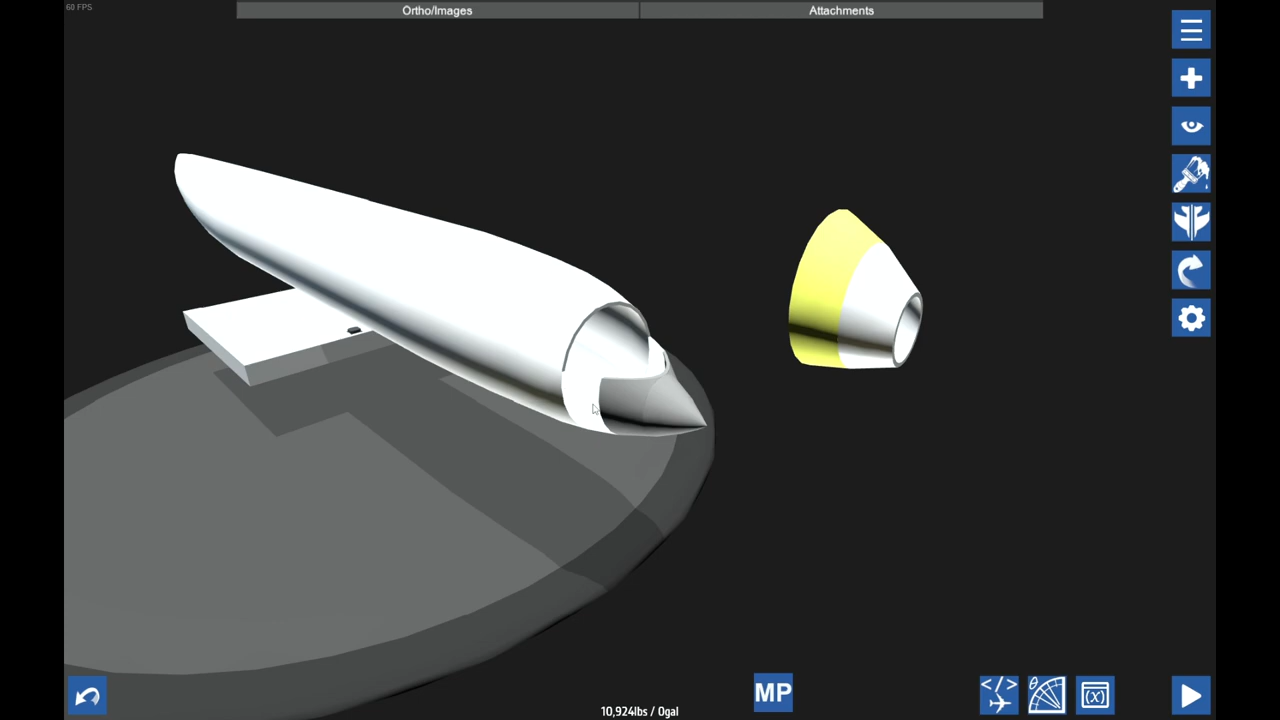 60 FPS
Ortho/Images
Attachments
MP
</>
(x)
10,924lbs / 0gal